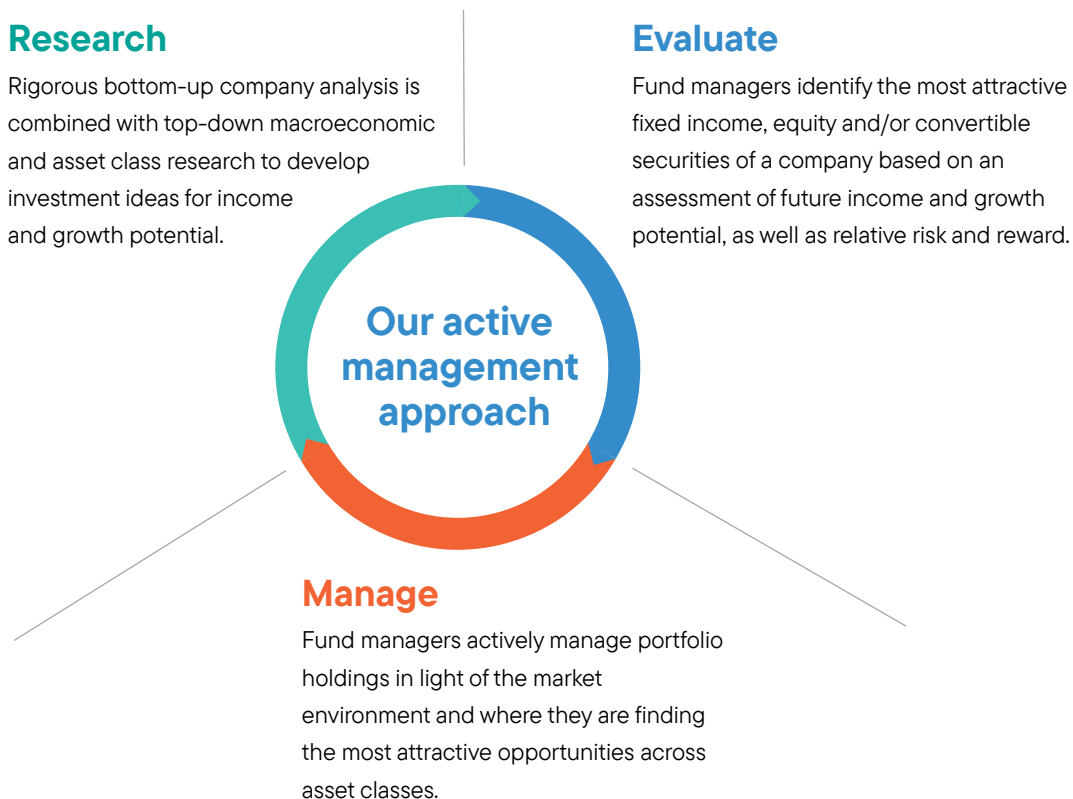 Research
Rigorous bottom-up company analysis is
combined with top-down macroeconomic
and asset class research to develop
investment ideas for income
and growth potential.
Evaluate
Fund managers identify the most attractive
fixed income, equity and/or convertible
securities of a company based on an
assessment of future income and growth
potential, as well as relative risk and reward.
Our active
management
approach
Manage
Fund managers actively manage portfolio
holdings in light of the market
environment and where they are finding
the most attractive opportunities across
asset classes.